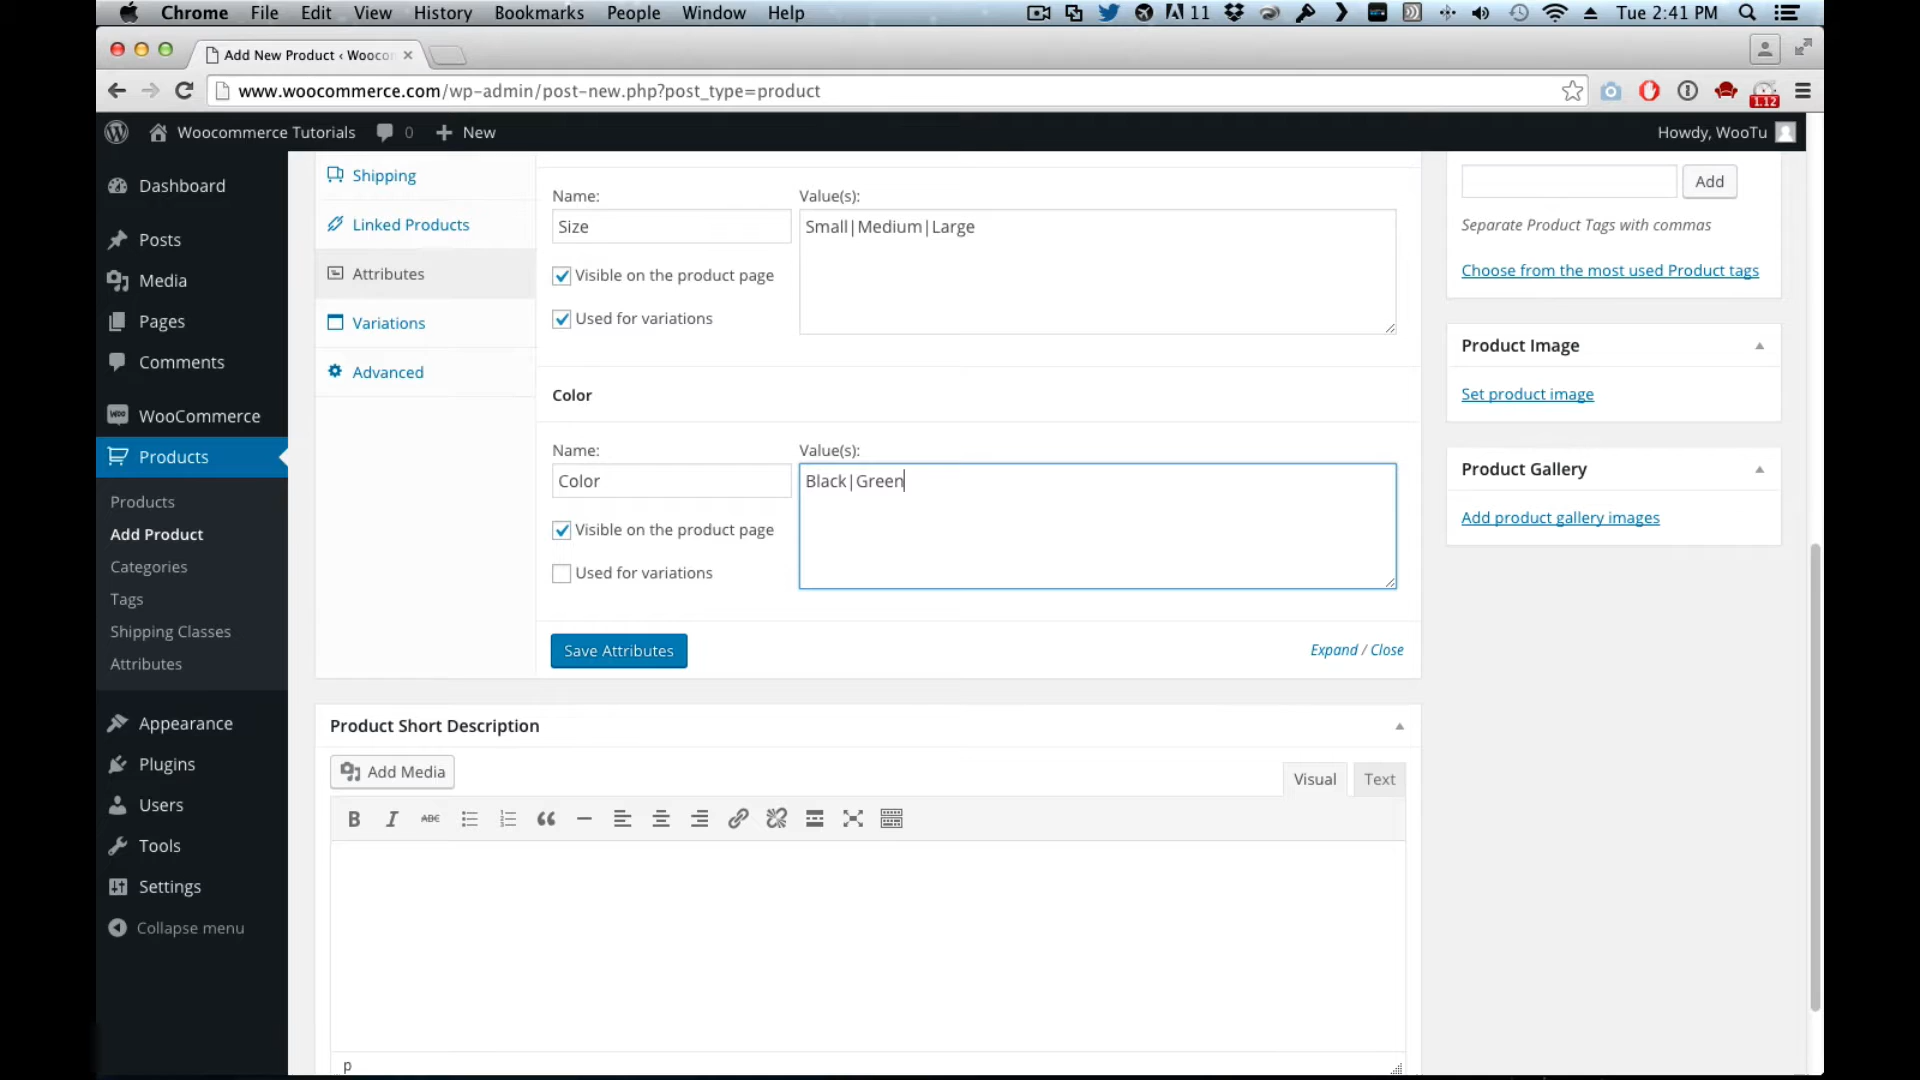 Chrome File Edit View History Bookmarks People Window Help 11 Tue 2:41 PM
Add New Product ‹ Wooco
www.woocommerce.com/wp-admin/post-new.php?post_type=product
1.12
Woocommerce Tutorials 0 + New Howdy, WooTu
Dashboard
Posts
Media
Pages
Comments
WooCommerce
Products
Products
Add Product
Categories
Tags
Shipping Classes
Attributes
Appearance
Plugins
Users
Tools
Settings
Collapse menu
Shipping
Linked Products
Attributes
Variations
Advanced
Name: Value(s):
Size Small|Medium|Large
Visible on the product page
Used for variations
Color
Name: Value(s):
Color Black|Green
Visible on the product page
Used for variations
Save Attributes Expand / Close
Product Short Description
Add Media Visual Text
B I ABC
p
Add
Separate Product Tags with commas
Choose from the most used Product tags
Product Image
Set product image
Product Gallery
Add product gallery images